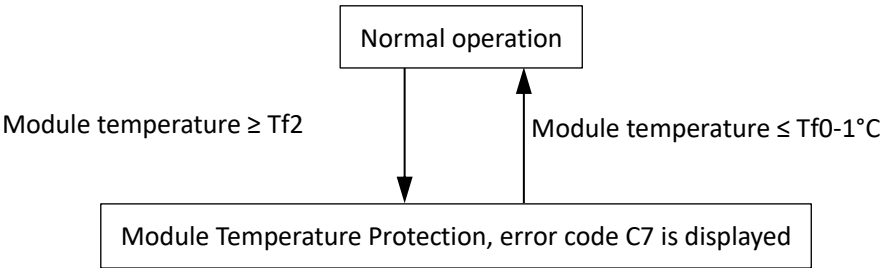 Normal operation
Module temperature ≥ Tf2
Module temperature ≤ Tf0-1°C
Module Temperature Protection, error code C7 is displayed